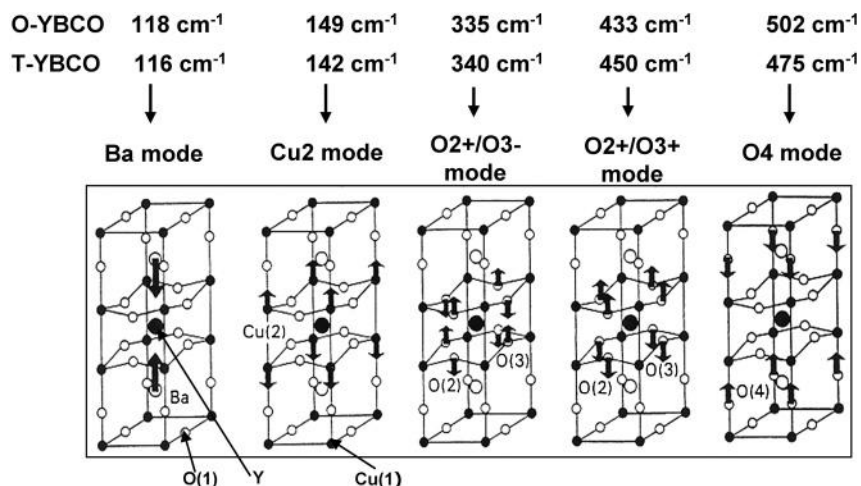 O-YBCO 118 cm-1 149 cm-1 335 cm-1 433 cm-1 502 cm-1
T-YBCO 116 cm-1 142 cm-1 340 cm-1 450 cm-1 475 cm-1
Ba mode Cu2 mode O2+/O3- mode O2+/O3+ mode O4 mode
Cu(2)
O(3)
O(2)
O(2)
O(3)
Ba
O(4)
O(1) Y Cu(1)